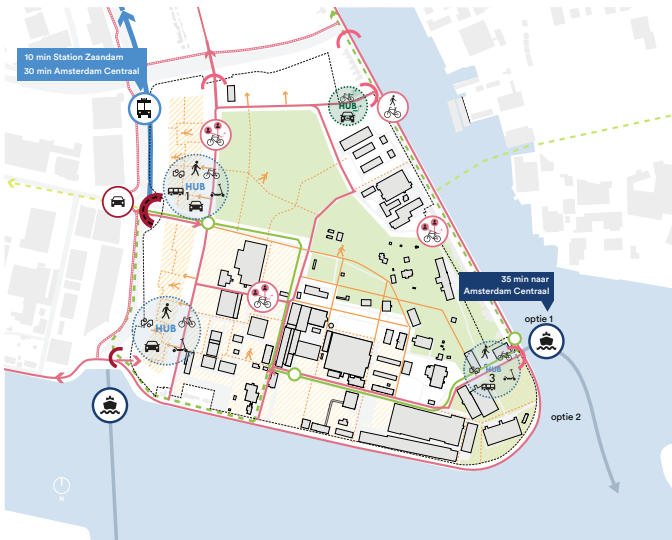 10 min Station Zaandam
30 min Amsterdam Centraal
HUB
HUB
1
HUB
35 min naar
Amsterdam Centraal
optie 1
HUB
3
optie 2
N